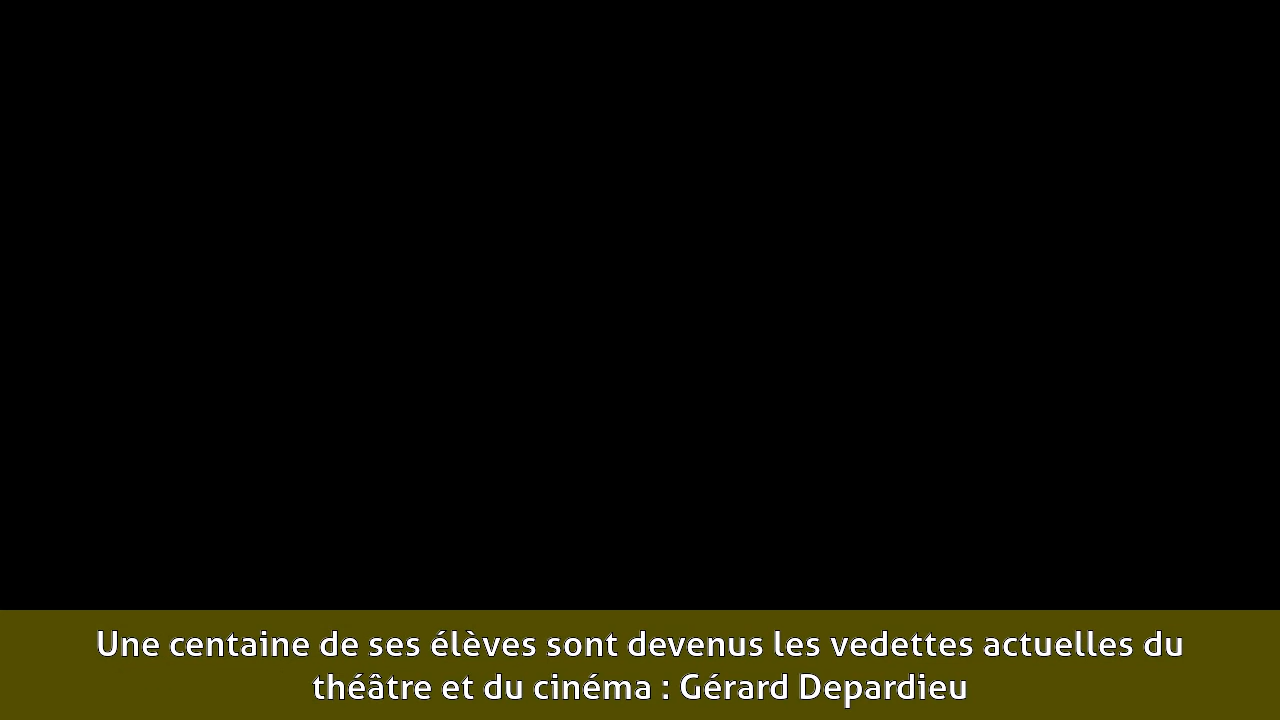 Une centaine de ses élèves sont devenus les vedettes actuelles du
théâtre et du cinéma : Gérard Depardieu